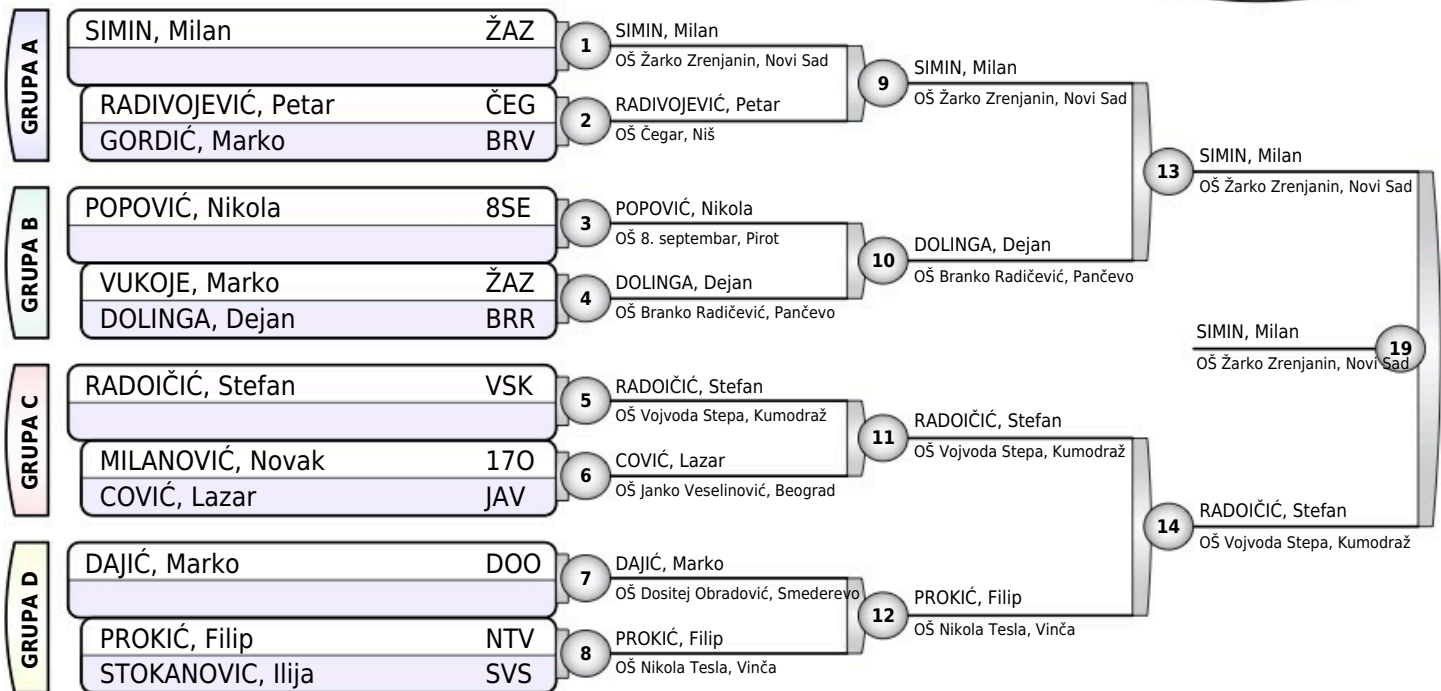 GRUPA A
SIMIN, Milan ŽAZ
RADIVOJEVIĆ, Petar ČEG
GORDIĆ, Marko BRV
GRUPA B
POPOVIĆ, Nikola 8SE
VUKOJE, Marko ŽAZ
DOLINGA, Dejan BRR
GRUPA C
RADOIČIĆ, Stefan VSK
MILANOVIĆ, Novak 17O
COVIĆ, Lazar JAV
GRUPA D
DAJIĆ, Marko DOO
PROKIĆ, Filip NTV
STOKANOVIC, Ilija SVS
1
SIMIN, Milan
OŠ Žarko Zrenjanin, Novi Sad
2
RADIVOJEVIĆ, Petar
OŠ Čegar, Niš
3
POPOVIĆ, Nikola
OŠ 8. septembar, Pirot
4
DOLINGA, Dejan
OŠ Branko Radičević, Pančevo
5
RADOIČIĆ, Stefan
OŠ Vojvoda Stepa, Kumodraž
6
COVIĆ, Lazar
OŠ Janko Veselinović, Beograd
7
DAJIĆ, Marko
OŠ Dositej Obradović, Smederevo
8
PROKIĆ, Filip
OŠ Nikola Tesla, Vinča
9
SIMIN, Milan
OŠ Žarko Zrenjanin, Novi Sad
10
DOLINGA, Dejan
OŠ Branko Radičević, Pančevo
11
RADOIČIĆ, Stefan
OŠ Vojvoda Stepa, Kumodraž
12
PROKIĆ, Filip
OŠ Nikola Tesla, Vinča
13
SIMIN, Milan
OŠ Žarko Zrenjanin, Novi Sad
14
RADOIČIĆ, Stefan
OŠ Vojvoda Stepa, Kumodraž
SIMIN, Milan
OŠ Žarko Zrenjanin, Novi Sad
19